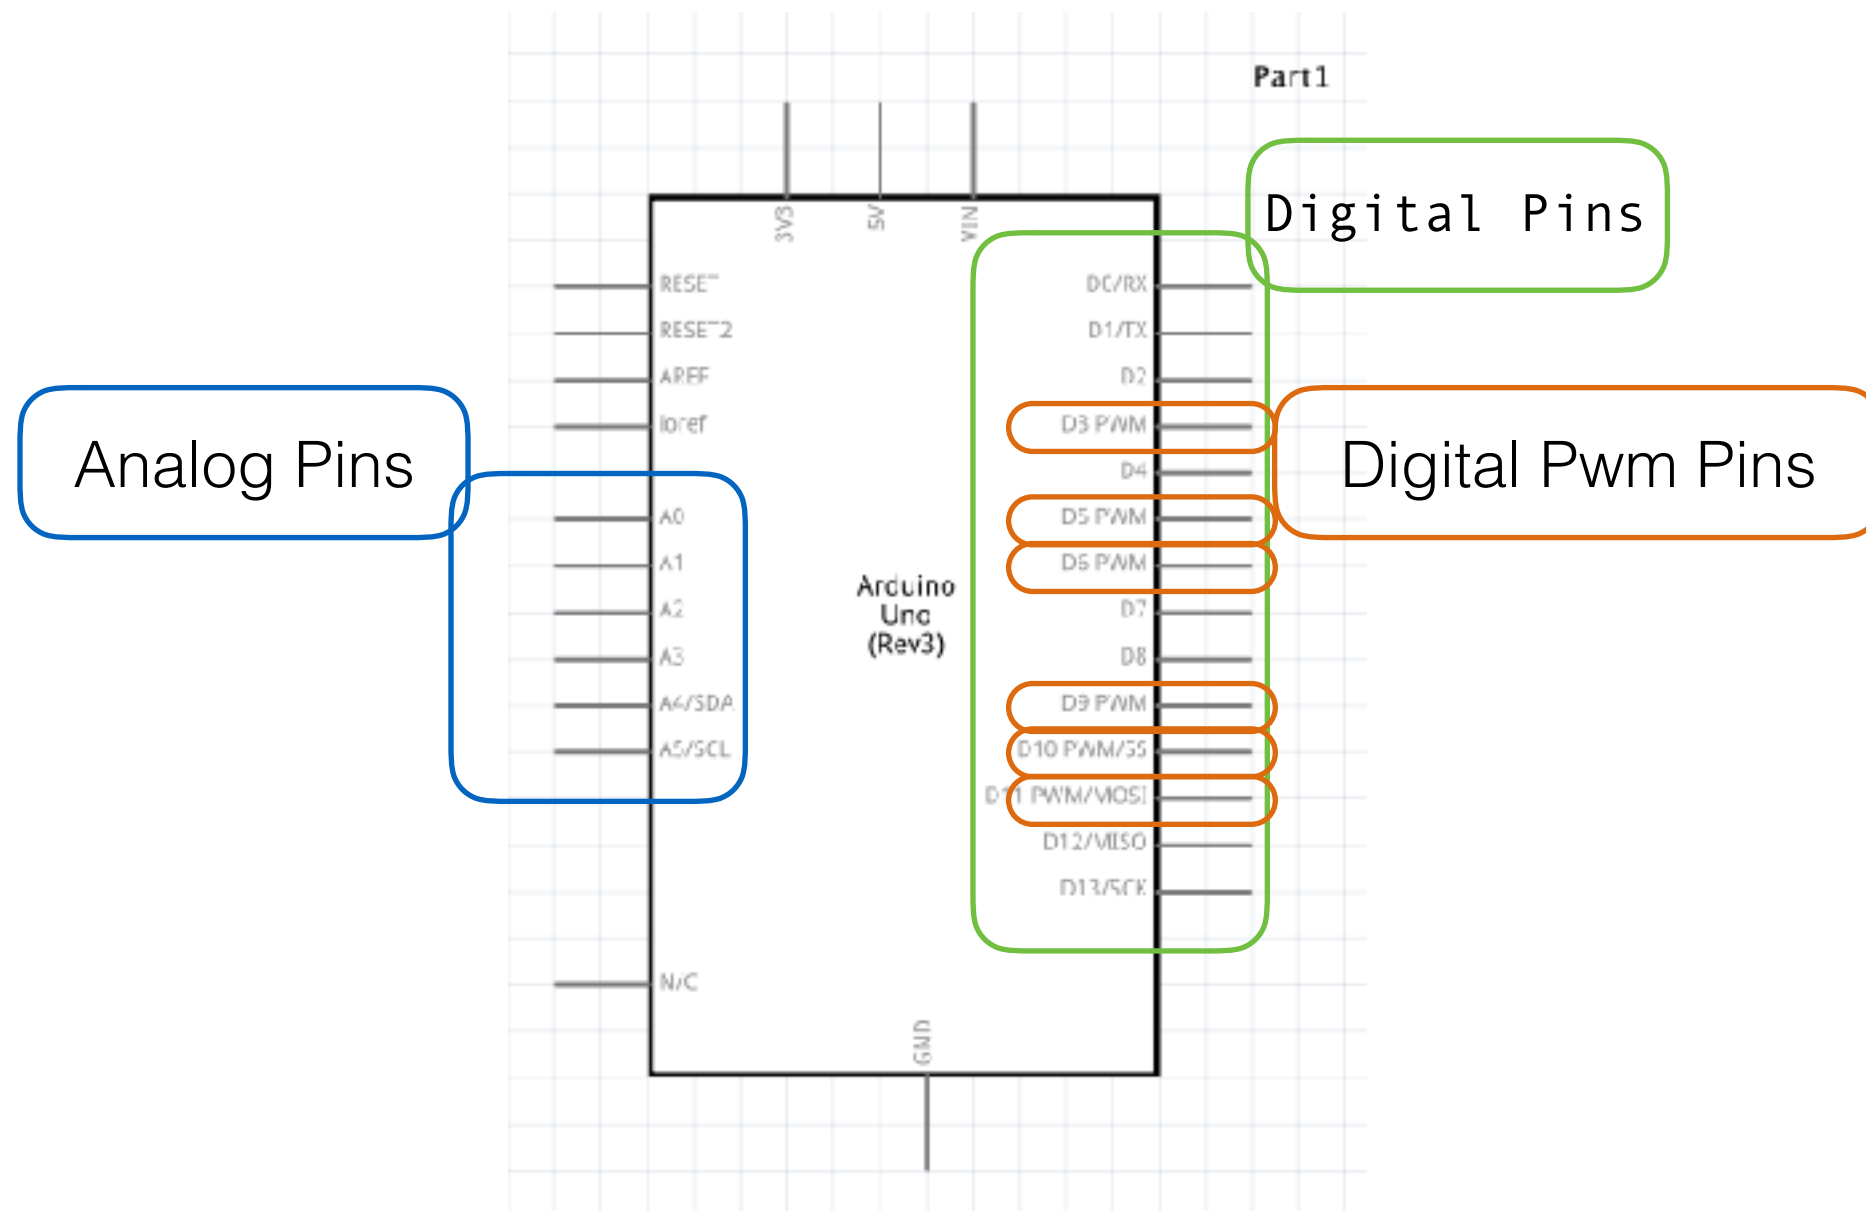 Part1
Digital Pins
3V3
5V
VIN
RESET
RESET2
AREF
ioref
Analog Pins
A0
A1
A2
A3
A4/SDA
A5/SCL
N/C
Arduino
Uno
(Rev3)
D0/RX
D1/TX
D2
D3 PWM
D4
D5 PWM
D6 PWM
D7
D8
D9 PWM
D10 PWM/SS
D11 PWM/MOSI
D12/MISO
D13/SCK
Digital Pwm Pins
GND